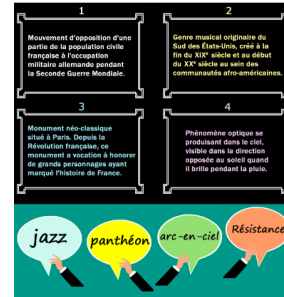 1
Mouvement d'opposition d'une
partie de la population civile
française à l'occupation
militaire allemande pendant
la Seconde Guerre Mondiale.
2
Genre musical originaire du
Sud des États-Unis, créé à la
fin du XIXᵉ siècle et au début
du XXᵉ siècle au sein des
communautés afro-américaines.
3
Monument néo-classique
situé à Paris. Depuis la
Révolution française, ce
monument a vocation à honorer
de grands personnages ayant
marqué l'histoire de France.
4
Phénomène optique se
produisant dans le ciel,
visible dans la direction
opposée au soleil quand
il brille pendant la pluie.
jazz
panthéon
arc-en-ciel
Résistance